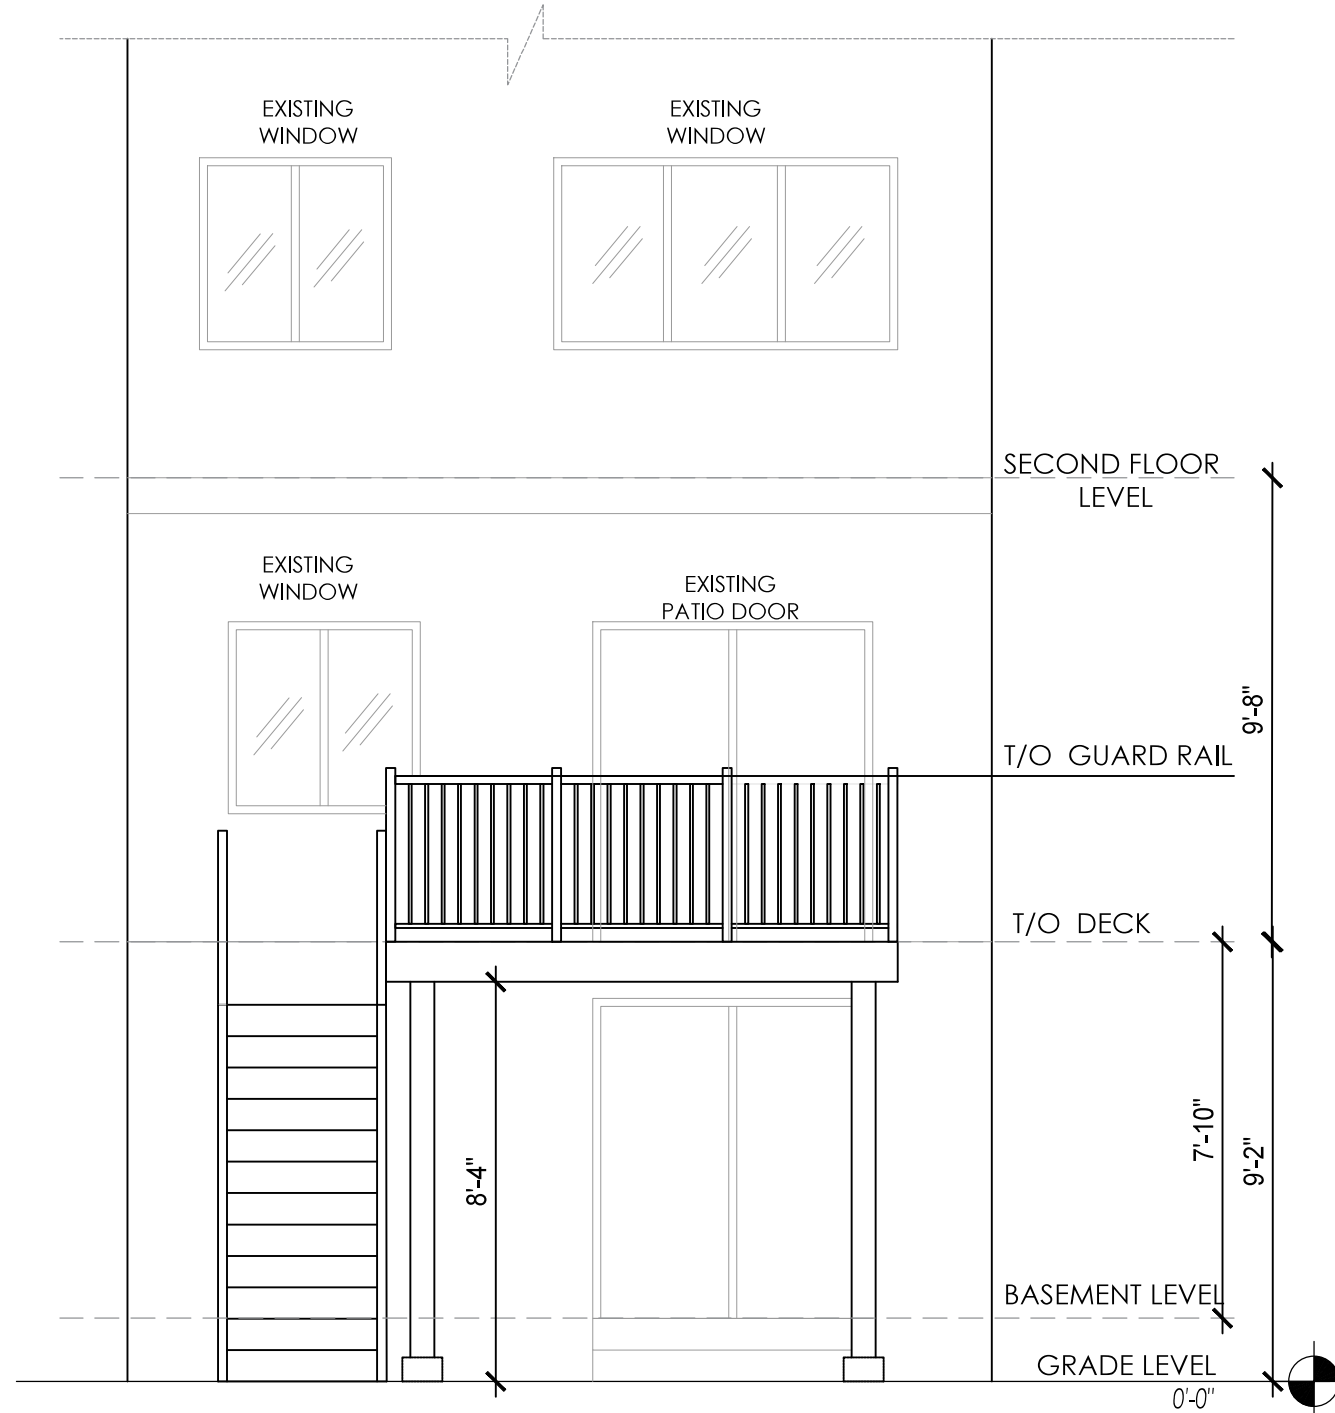 EXISTING
WINDOW
EXISTING
WINDOW
SECOND FLOOR
LEVEL
EXISTING
WINDOW
EXISTING
PATIO DOOR
9'-8"
T/O GUARD RAIL
T/O DECK
8'-4"
7'-10"
9'-2"
BASEMENT LEVEL
GRADE LEVEL
0'-0"